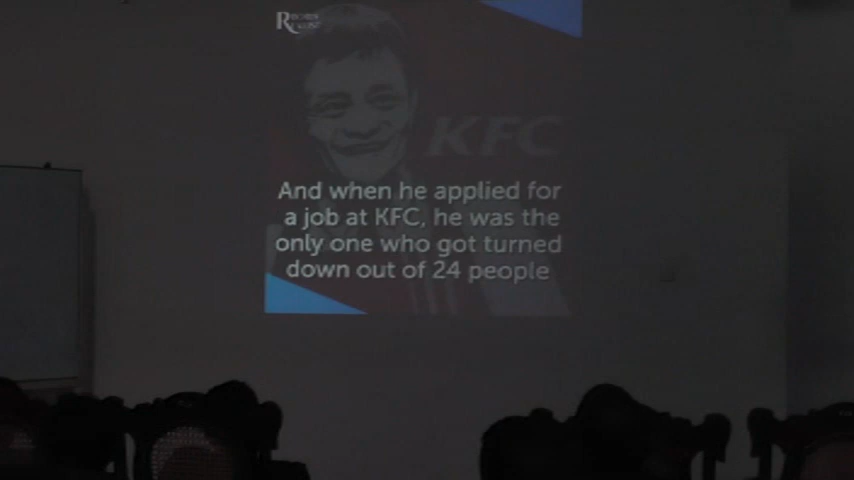 KFC
And when he applied for
a job at KFC, he was the
only one who got turned
down out of 24 people